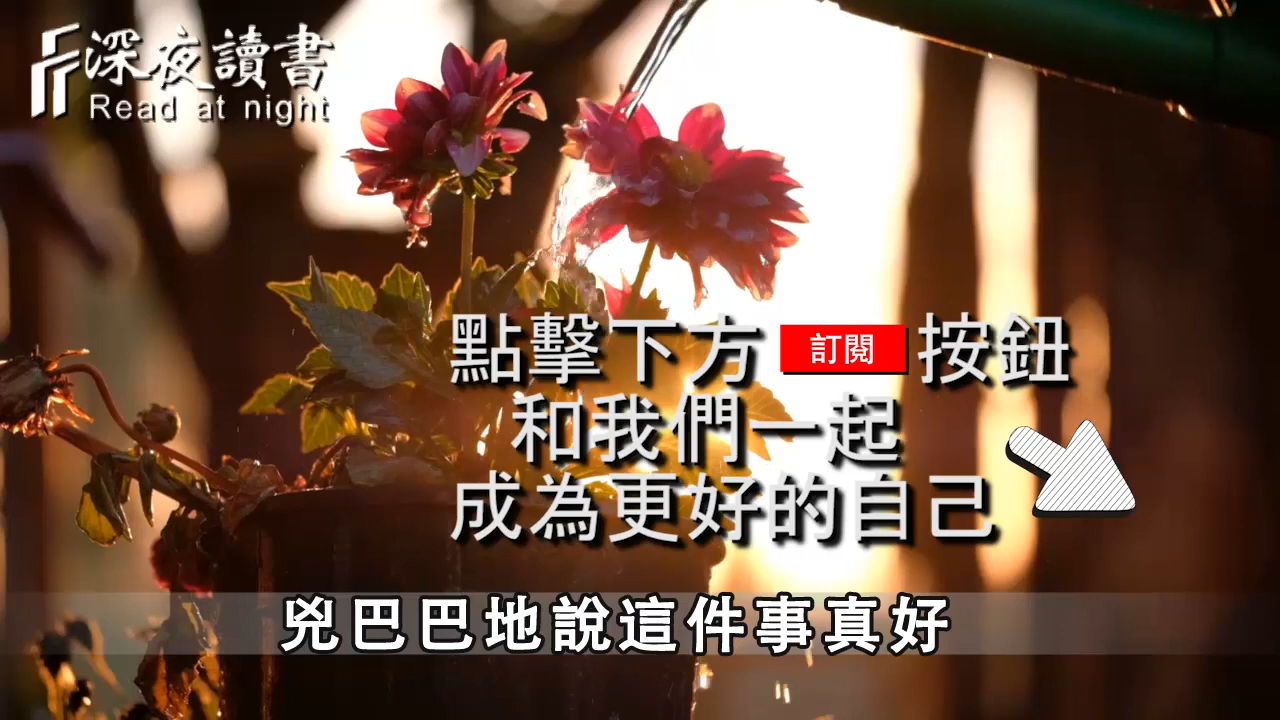 深夜讀書
Read at night
點擊下方 訂閱 按鈕
和我們一起
成為更好的自己
兇巴巴地說這件事真好